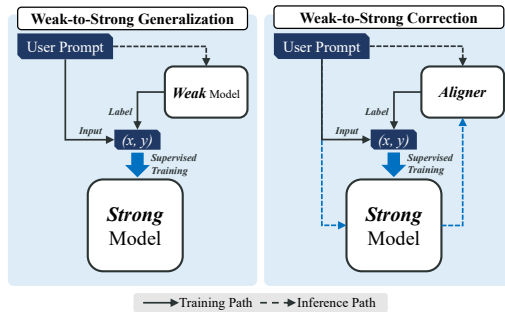 Weak-to-Strong Generalization
User Prompt
Weak Model
Label
Input
(x, y)
Supervised
Training
Strong
Model
Weak-to-Strong Correction
User Prompt
Aligner
Label
Input
(x, y)
Supervised
Training
Strong
Model
Training Path
Inference Path